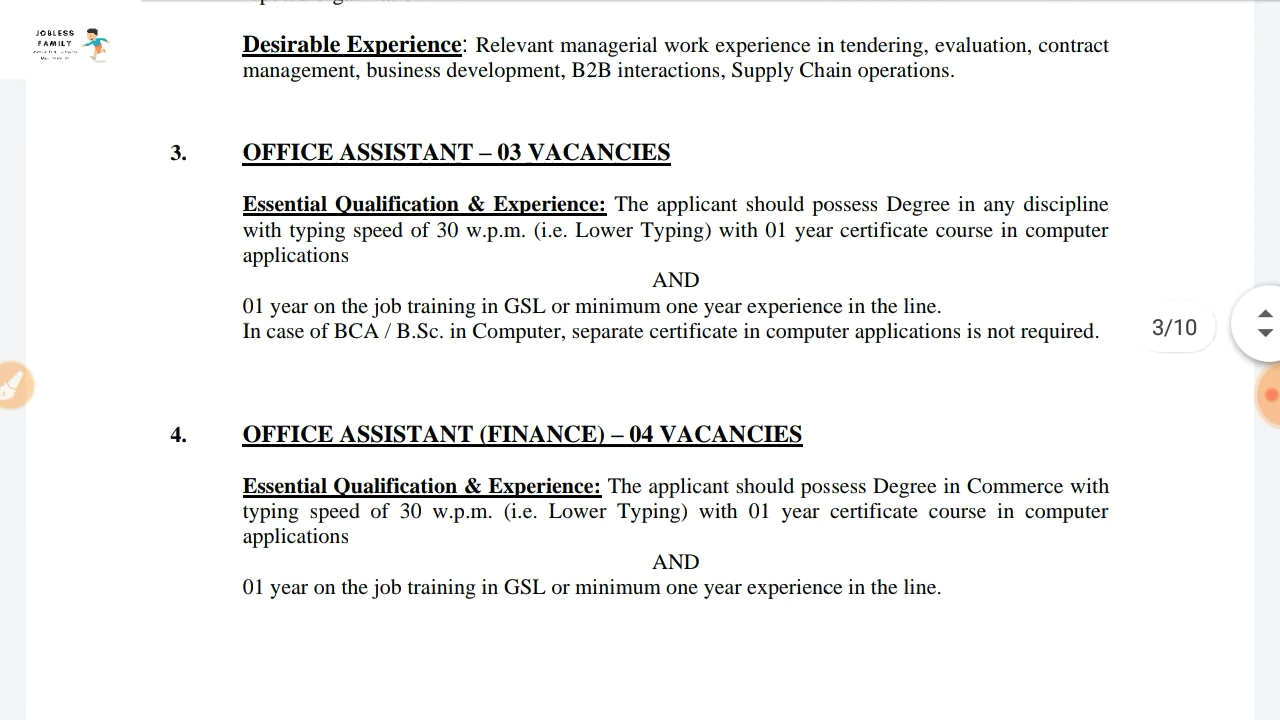 JOBLESS
FAMILY
Desirable Experience: Relevant managerial work experience in tendering, evaluation, contract
management, business development, B2B interactions, Supply Chain operations.
3. OFFICE ASSISTANT – 03 VACANCIES
Essential Qualification & Experience: The applicant should possess Degree in any discipline
with typing speed of 30 w.p.m. (i.e. Lower Typing) with 01 year certificate course in computer
applications
AND
01 year on the job training in GSL or minimum one year experience in the line.
In case of BCA / B.Sc. in Computer, separate certificate in computer applications is not required.
3/10
4. OFFICE ASSISTANT (FINANCE) – 04 VACANCIES
Essential Qualification & Experience: The applicant should possess Degree in Commerce with
typing speed of 30 w.p.m. (i.e. Lower Typing) with 01 year certificate course in computer
applications
AND
01 year on the job training in GSL or minimum one year experience in the line.